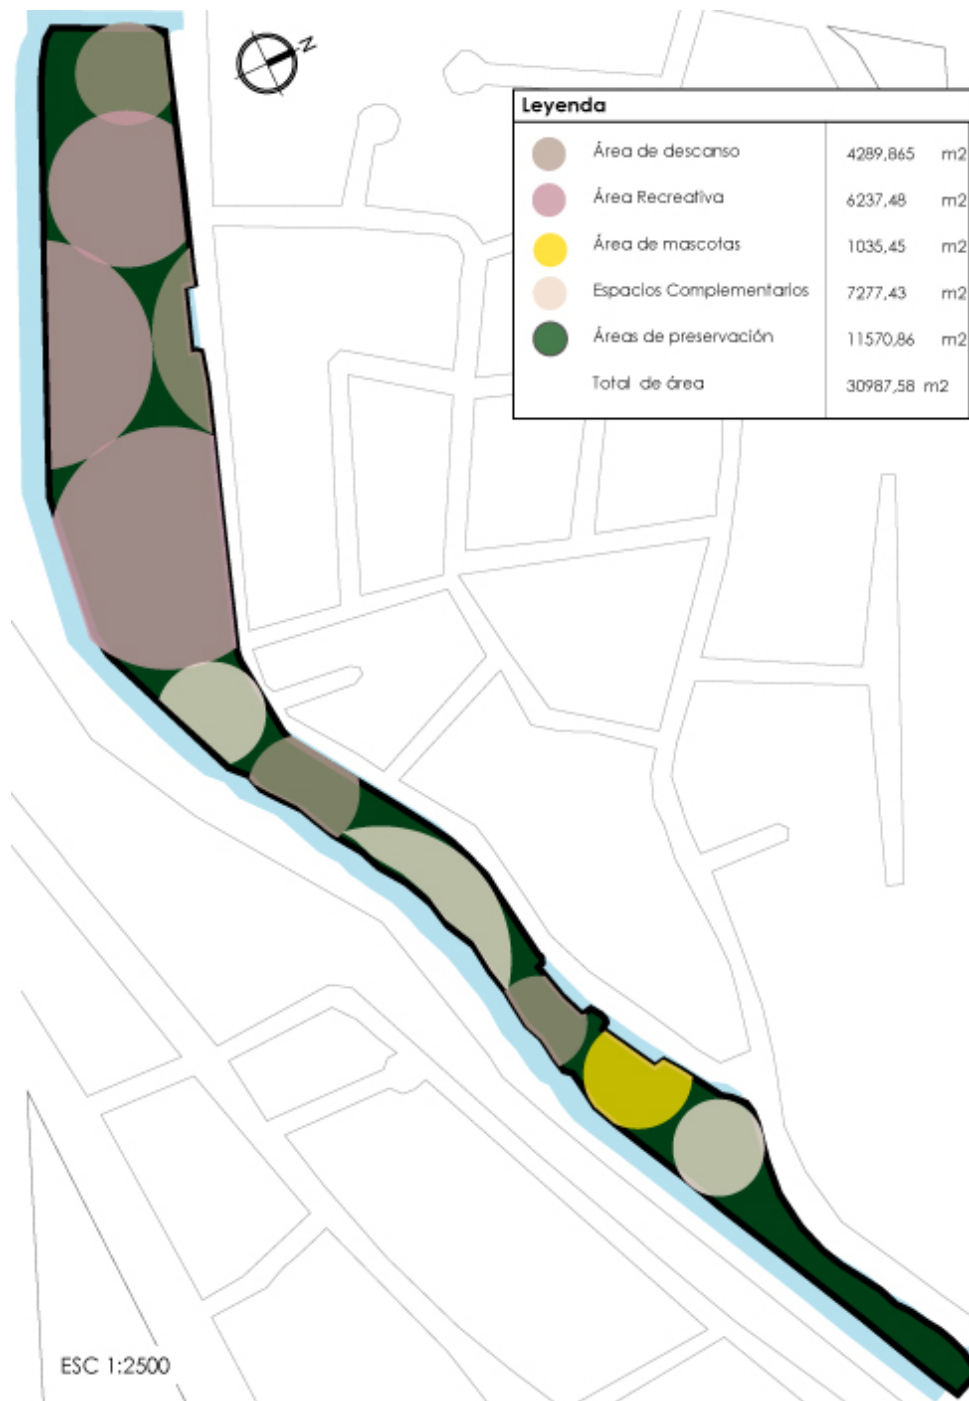 N
Leyenda
Área de descanso 4289,865 m2
Área Recreativa 6237,48 m2
Área de mascotas 1035,45 m2
Espacios Complementarios 7277,43 m2
Áreas de preservación 11570,86 m2
Total de área 30987,58 m2
ESC 1:2500